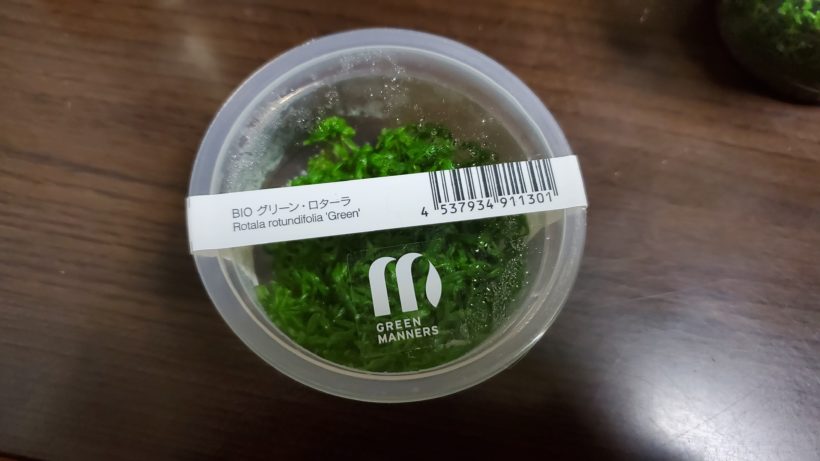 BIO グリーン・ロターラ
Rotala rotundifolia 'Green'
4 537934 911301
GREEN
MANNERS